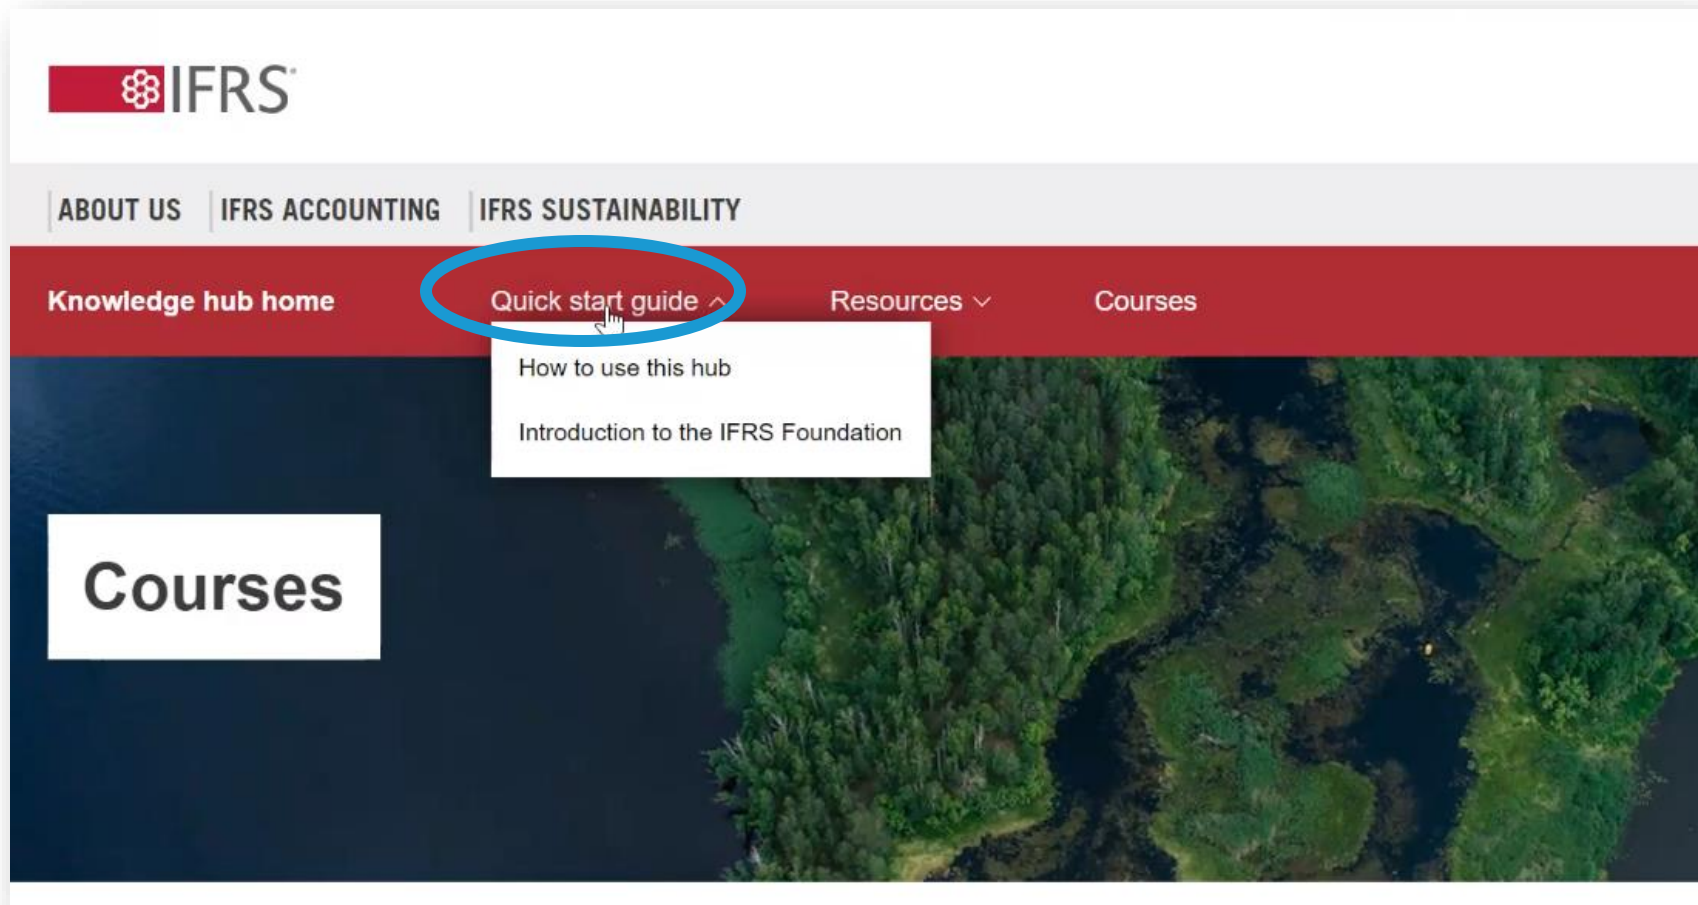 IFRS
ABOUT US IFRS ACCOUNTING IFRS SUSTAINABILITY
Knowledge hub home Quick start guide Resources Courses
How to use this hub
Introduction to the IFRS Foundation
Courses